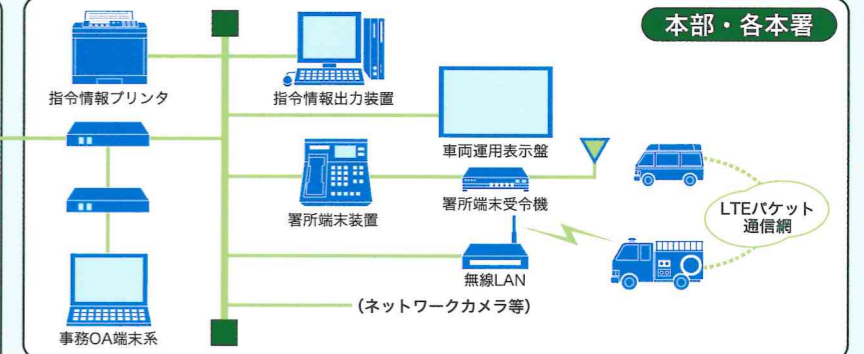 本部・各本署
指令情報プリンタ
指令情報出力装置
車両運用表示盤
署所端末装置
署所端末受令機
LTEパケット
通信網
無線LAN
(ネットワークカメラ等)
事務OA端末系